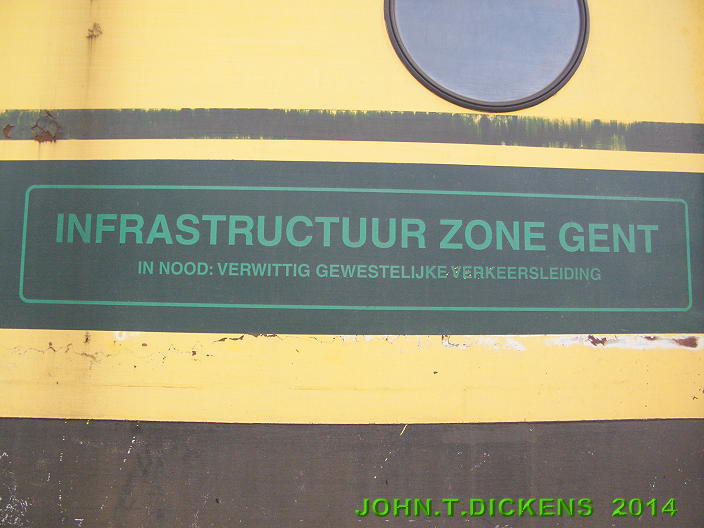 INFRASTRUCTUUR ZONE GENT
IN NOOD: VERWITTIG GEWESTELIJKE VERKEERSLEIDING
JOHN.T.DICKENS 2014